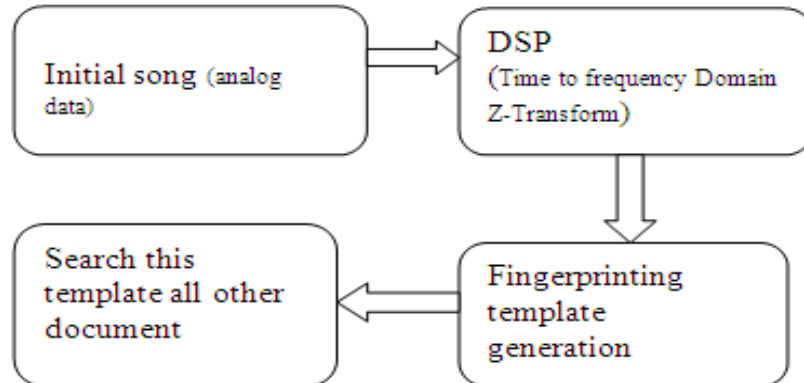 Initial song (analog
data)
DSP
(Time to frequency Domain
Z-Transform)
Fingerprinting
template
generation
Search this
template all other
document